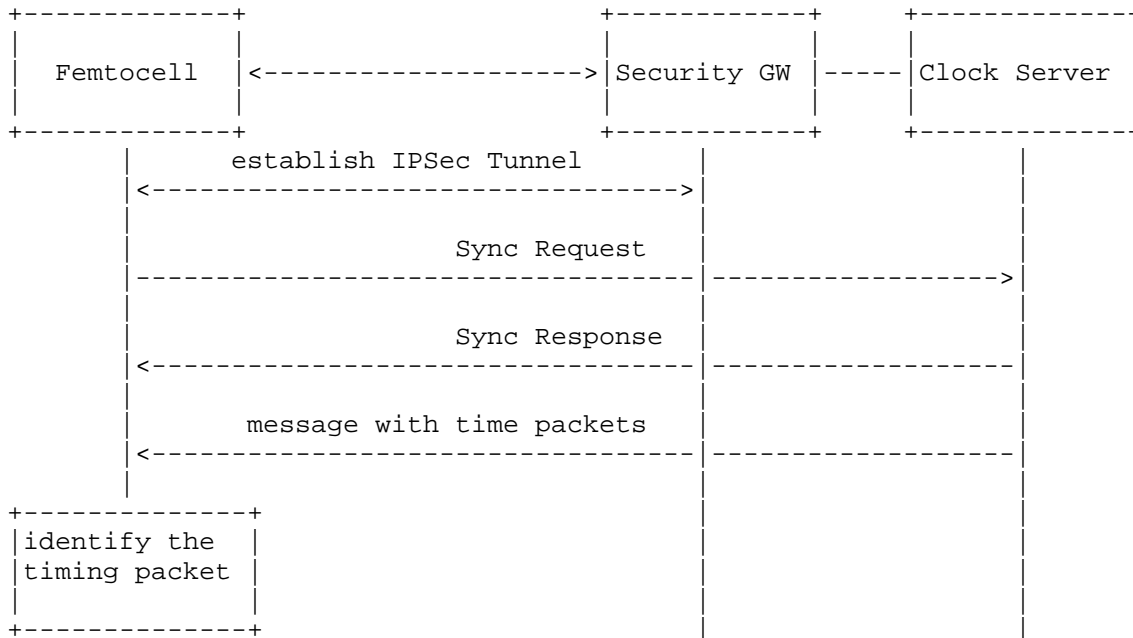 Femtocell Security GW Clock Server
establish IPSec Tunnel
Sync Request
Sync Response
message with time packets
identify the
timing packet